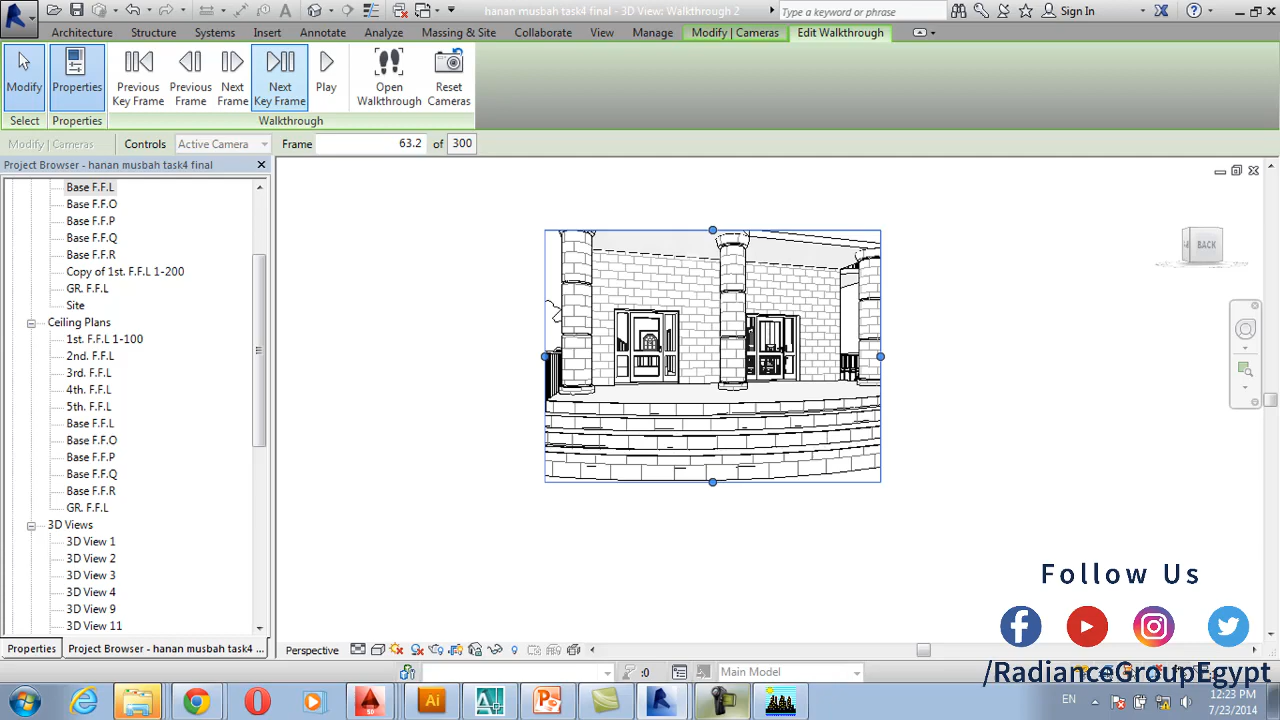 hanan musbah task4 final - 3D View: Walkthrough 2
Type a keyword or phrase
Sign In
Architecture Structure Systems Insert Annotate Analyze Massing & Site Collaborate View Manage Modify | Cameras Edit Walkthrough
Modify Properties Previous Key Frame Previous Frame Next Frame Next Key Frame Play Open Walkthrough Reset Cameras
Select Properties Walkthrough
Modify | Cameras Controls Active Camera Frame 63.2 of 300
Project Browser - hanan musbah task4 final
Base F.F.L
Base F.F.O
Base F.F.P
Base F.F.Q
Base F.F.R
Copy of 1st. F.F.L 1-200
GR. F.F.L
Site
Ceiling Plans
1st. F.F.L 1-100
2nd. F.F.L
3rd. F.F.L
4th. F.F.L
5th. F.F.L
Base F.F.L
Base F.F.O
Base F.F.P
Base F.F.Q
Base F.F.R
GR. F.F.L
3D Views
3D View 1
3D View 2
3D View 3
3D View 4
3D View 9
3D View 11
BACK
Follow Us
Properties Project Browser - hanan musbah task4 ...
Perspective
:0
Main Model
/RadianceGroupEgypt
Ai
EN
12:23 PM
7/23/2014